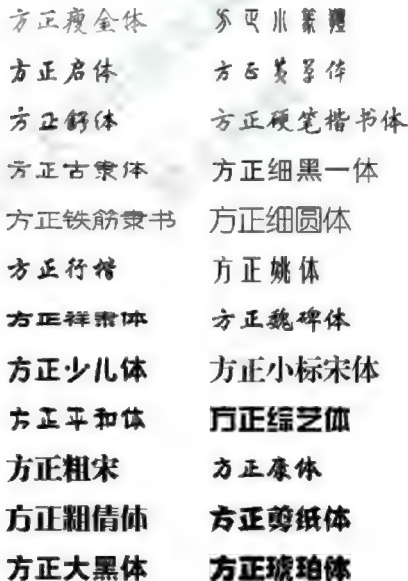 方正瘦金体 方正小篆體
方正启体 方正黄草体
方正舒体 方正硬笔楷书体
方正古隶体 方正细黑一体
方正铁筋隶书 方正细圆体
方正行楷 方正姚体
方正祥隶体 方正魏碑体
方正少儿体 方正小标宋体
方正平和体 方正综艺体
方正粗宋 方正康体
方正粗倩体 方正剪纸体
方正大黑体 方正琥珀体